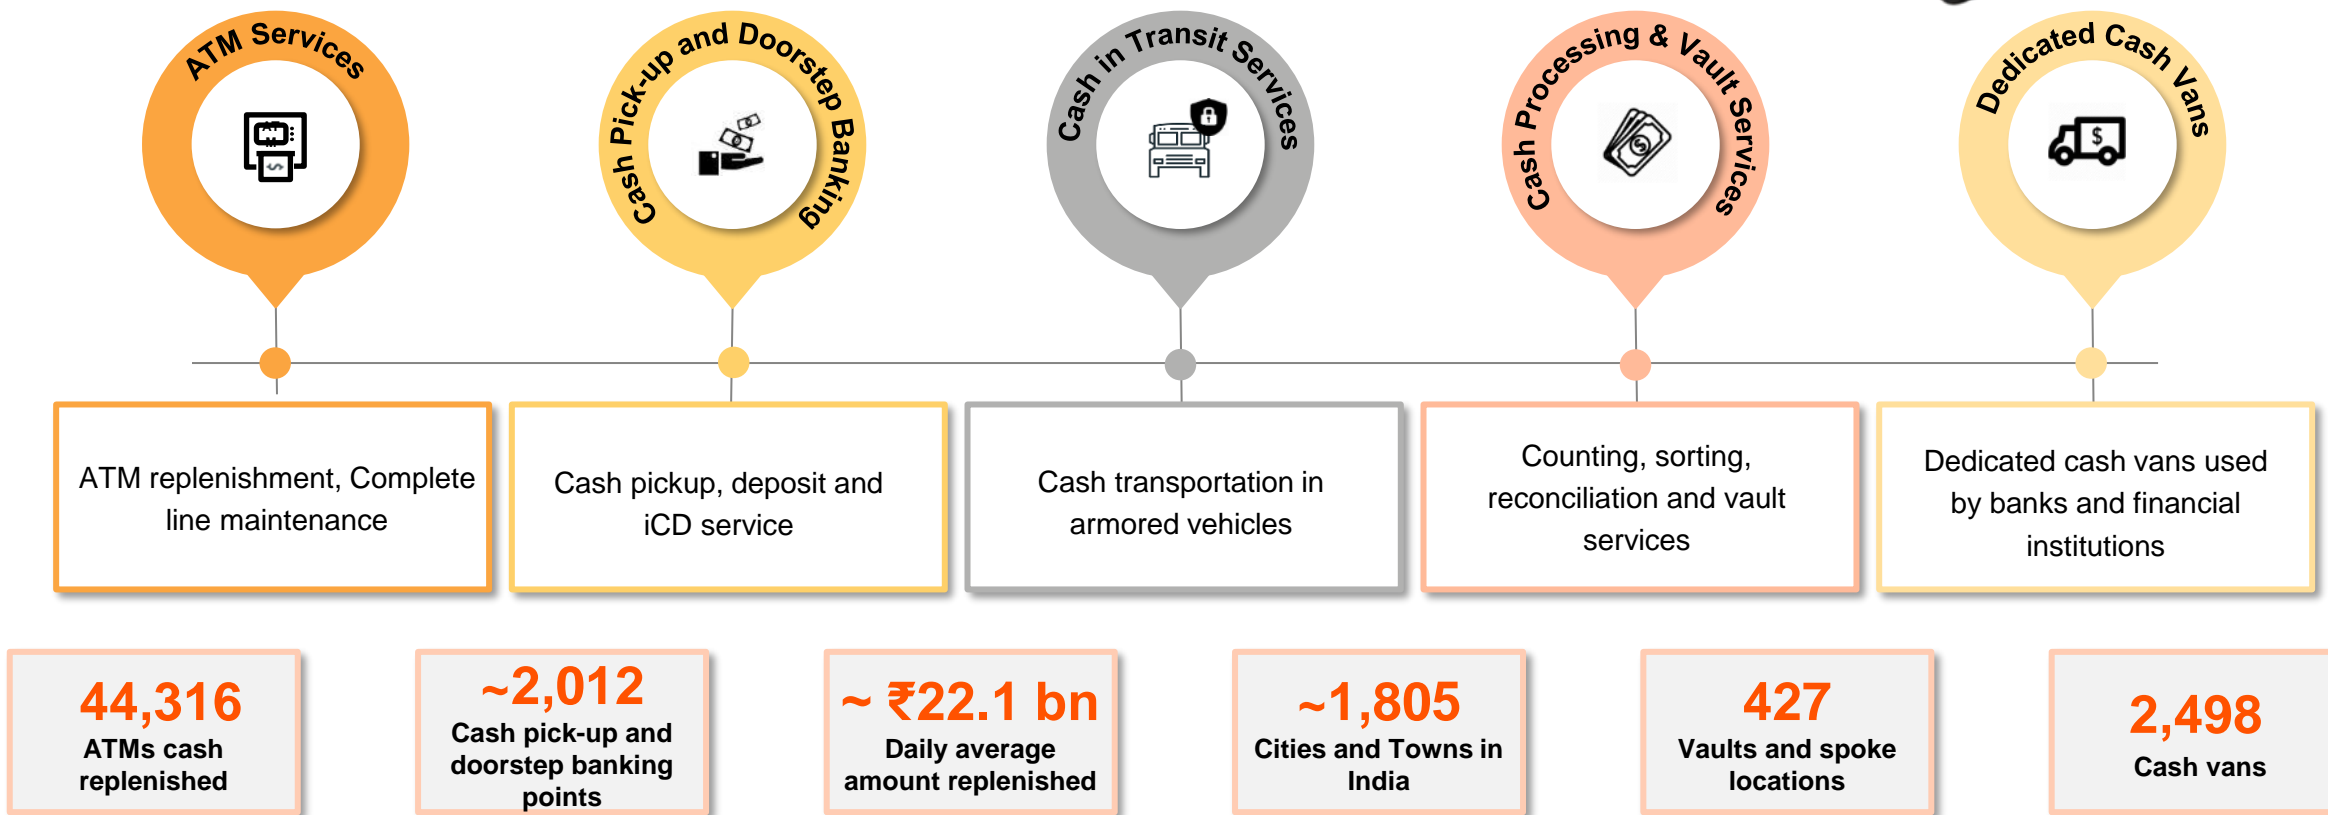 ATM Services
Cash Pick-up and Doorstep Banking
Cash in Transit Services
Cash Processing & Vault Services
Dedicated Cash Vans
ATM replenishment, Complete
line maintenance
Cash pickup, deposit and
iCD service
Cash transportation in
armored vehicles
Counting, sorting,
reconciliation and vault
services
Dedicated cash vans used
by banks and financial
institutions
44,316
ATMs cash
replenished
~2,012
Cash pick-up and
doorstep banking
points
~ ₹22.1 bn
Daily average
amount replenished
~1,805
Cities and Towns in
India
427
Vaults and spoke
locations
2,498
Cash vans